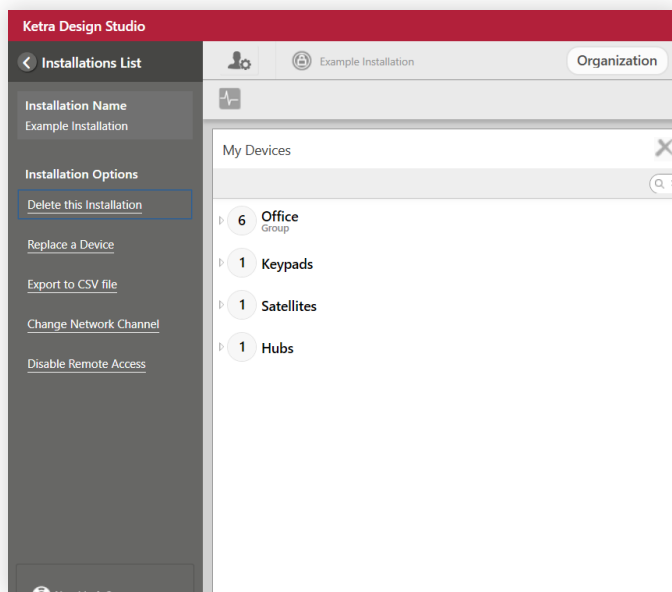 Ketra Design Studio
Installations List
Example Installation
Organization
Installation Name
Example Installation
Installation Options
Delete this Installation
Replace a Device
Export to CSV file
Change Network Channel
Disable Remote Access
My Devices
6 Office
Group
1 Keypads
1 Satellites
1 Hubs